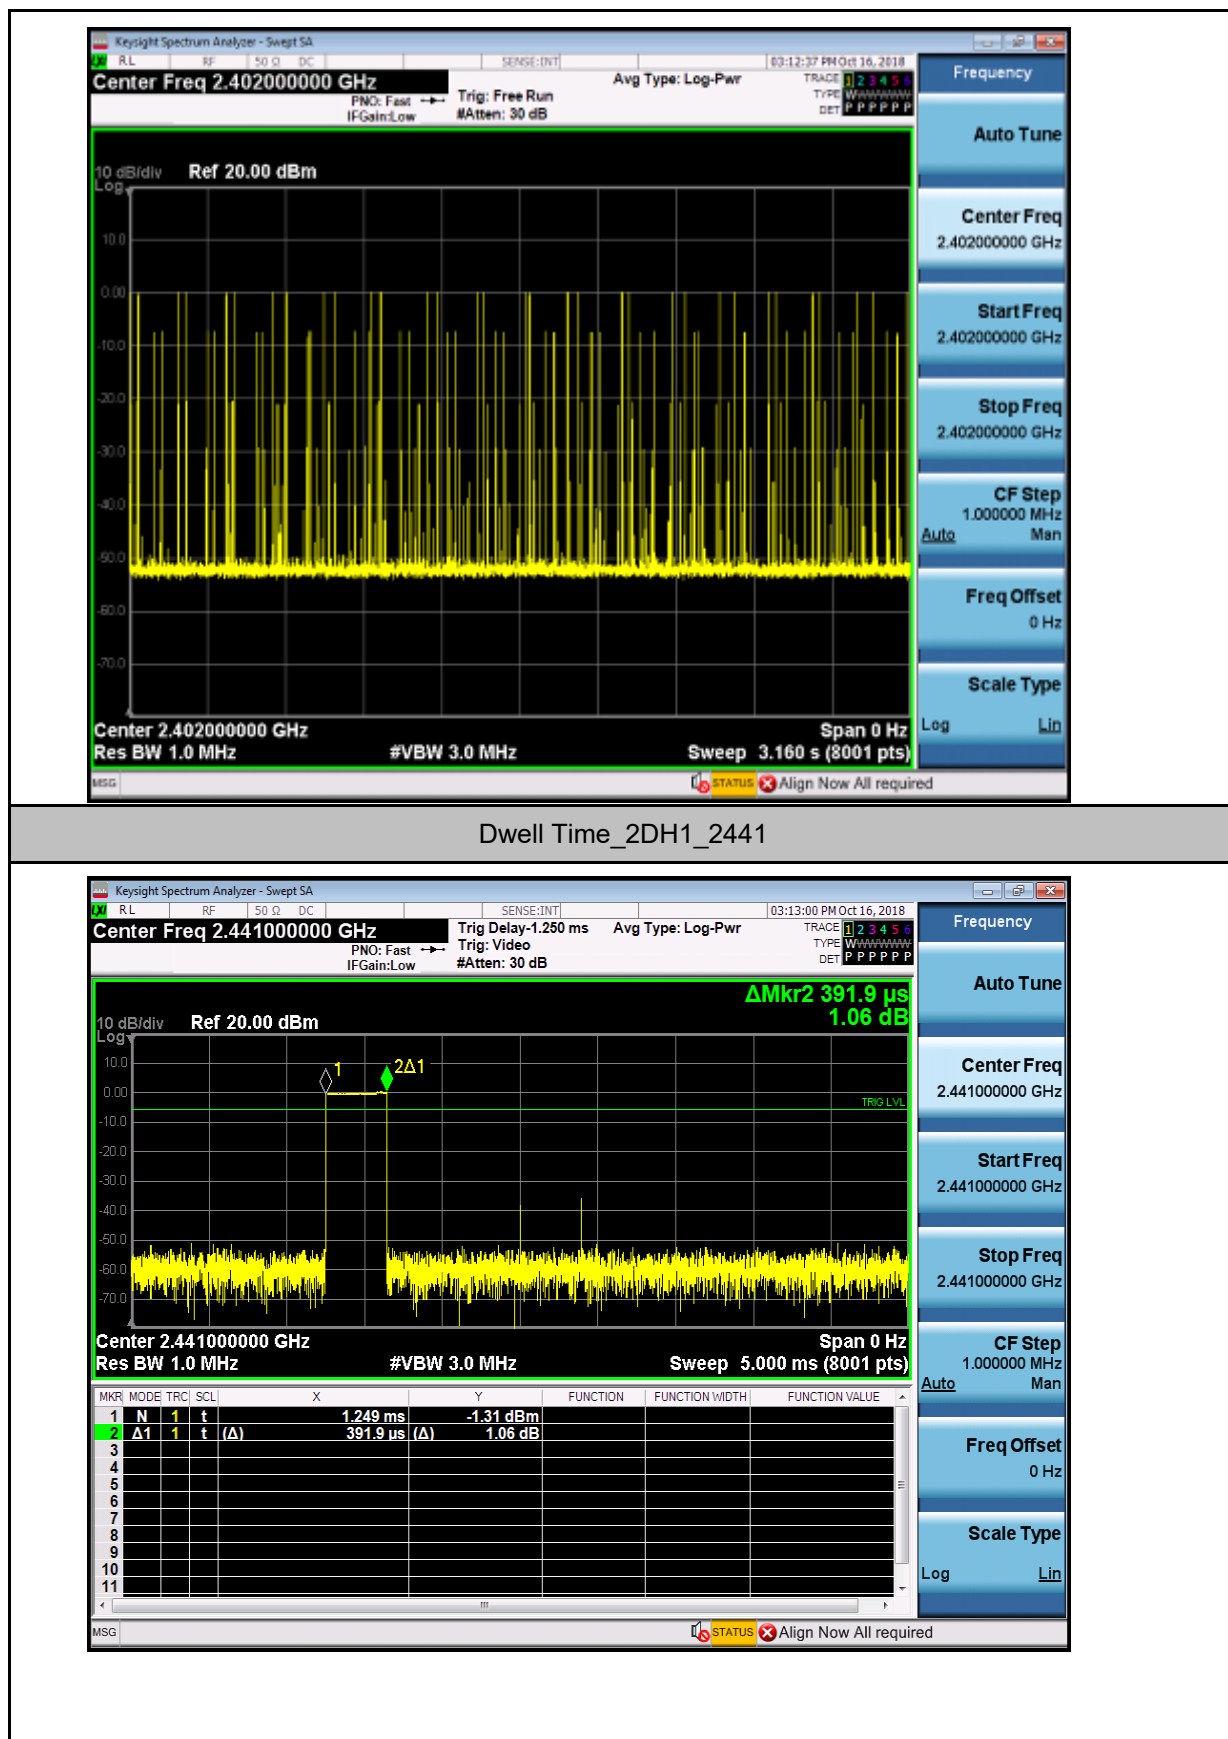 Keysight Spectrum Analyzer - Swept SA
LXI RL RF 50 Ω DC SENSE:INT 03:12:37 PM Oct 16, 2018
Center Freq 2.402000000 GHz
PNO: Fast
IFGain:Low
Trig: Free Run
#Atten: 30 dB
Avg Type: Log-Pwr
TRACE 1 2 3 4 5 6
TYPE WWWWWW
DET P P P P P P
10 dB/div Ref 20.00 dBm
Log
10.0
0.00
-10.0
-20.0
-30.0
-40.0
-50.0
-60.0
-70.0
Center 2.402000000 GHz Span 0 Hz
Res BW 1.0 MHz #VBW 3.0 MHz Sweep 3.160 s (8001 pts)
MSG STATUS Align Now All required
Frequency
Auto Tune
Center Freq
2.402000000 GHz
Start Freq
2.402000000 GHz
Stop Freq
2.402000000 GHz
CF Step
1.000000 MHz
Auto Man
Freq Offset
0 Hz
Scale Type
Log Lin
Dwell Time_2DH1_2441
Keysight Spectrum Analyzer - Swept SA
LXI RL RF 50 Ω DC SENSE:INT 03:13:00 PM Oct 16, 2018
Center Freq 2.441000000 GHz
PNO: Fast
IFGain:Low
Trig Delay-1.250 ms
Trig: Video
#Atten: 30 dB
Avg Type: Log-Pwr
TRACE 1 2 3 4 5 6
TYPE WWWWWW
DET P P P P P P
ΔMkr2 391.9 µs
1.06 dB
10 dB/div Ref 20.00 dBm
Log
10.0
0.00
-10.0
-20.0
-30.0
-40.0
-50.0
-60.0
-70.0
1
2Δ1
TRIG LVL
Center 2.441000000 GHz Span 0 Hz
Res BW 1.0 MHz #VBW 3.0 MHz Sweep 5.000 ms (8001 pts)
MKR MODE TRC SCL X Y FUNCTION FUNCTION WIDTH FUNCTION VALUE
1 N 1 t 1.249 ms -1.31 dBm
2 Δ1 1 t (Δ) 391.9 µs (Δ) 1.06 dB
3
4
5
6
7
8
9
10
11
MSG STATUS Align Now All required
Frequency
Auto Tune
Center Freq
2.441000000 GHz
Start Freq
2.441000000 GHz
Stop Freq
2.441000000 GHz
CF Step
1.000000 MHz
Auto Man
Freq Offset
0 Hz
Scale Type
Log Lin